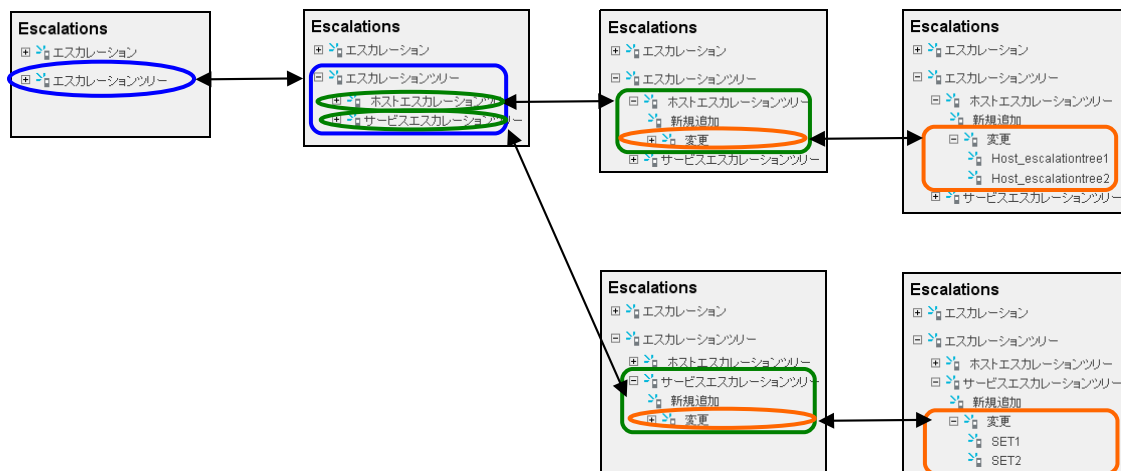 Escalations
エスカレーション
エスカレーションツリー
Escalations
エスカレーション
エスカレーションツリー
ホストエスカレーションツリー
サービスエスカレーションツリー
Escalations
エスカレーション
エスカレーションツリー
ホストエスカレーションツリー
新規追加
変更
サービスエスカレーションツリー
Escalations
エスカレーション
エスカレーションツリー
ホストエスカレーションツリー
新規追加
変更
Host_escalationtree1
Host_escalationtree2
サービスエスカレーションツリー
Escalations
エスカレーション
エスカレーションツリー
ホストエスカレーションツリー
サービスエスカレーションツリー
新規追加
変更
Escalations
エスカレーション
エスカレーションツリー
ホストエスカレーションツリー
サービスエスカレーションツリー
新規追加
変更
SET1
SET2